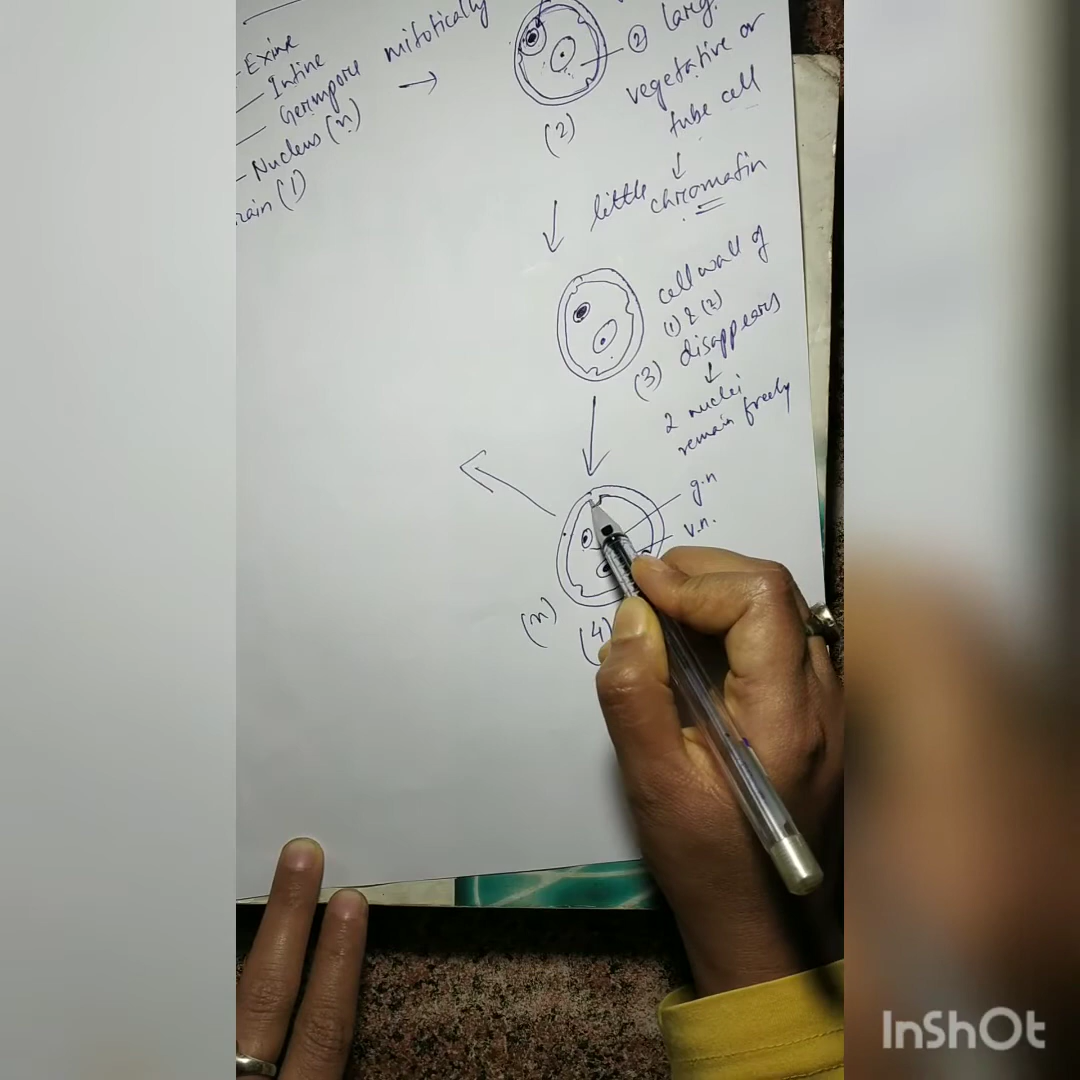 Exine
Intine
Germpore
Nucleus (n)
(1)
mitotically
② larg.
vegetative or
tube cell
(2)
little chromatin
cell wall of
(1) & (2)
disappears
(3)
2 nuclei
remain freely
g.n
v.n.
(n)
(4)
InShOt